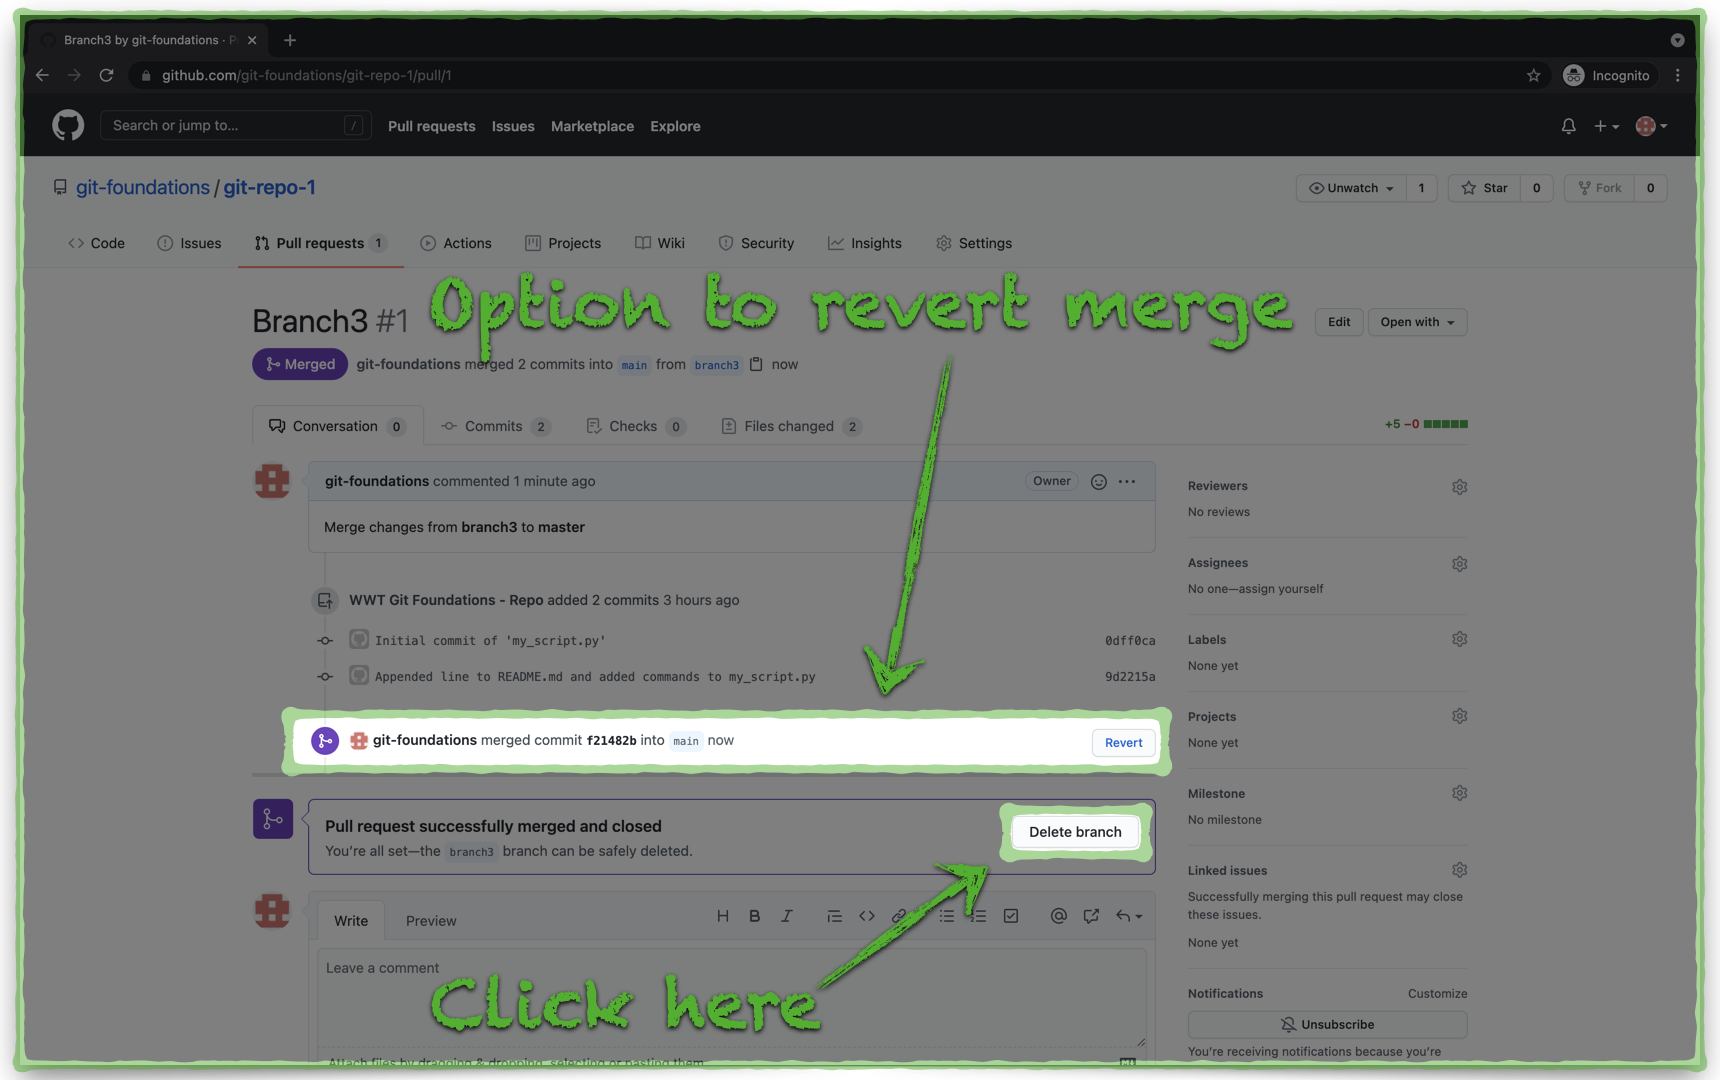 Branch3 by git-foundations · P
github.com/git-foundations/git-repo-1/pull/1
Incognito
Search or jump to... /
Pull requests Issues Marketplace Explore
git-foundations / git-repo-1
Unwatch 1 Star 0 Fork 0
Code Issues Pull requests 1 Actions Projects Wiki Security Insights Settings
Option to revert merge
Branch3 #1
Edit Open with
Merged git-foundations merged 2 commits into main from branch3 now
Conversation 0 Commits 2 Checks 0 Files changed 2
+5 −0
git-foundations commented 1 minute ago
Owner
Merge changes from branch3 to master
WWT Git Foundations - Repo added 2 commits 3 hours ago
Initial commit of 'my_script.py' 0dff0ca
Appended line to README.md and added commands to my_script.py 9d2215a
git-foundations merged commit f21482b into main now
Revert
Pull request successfully merged and closed
You're all set—the branch3 branch can be safely deleted.
Delete branch
Write Preview
H B I
Leave a comment
Click here
Attach files by dragging & dropping, selecting or pasting them.
Reviewers
No reviews
Assignees
No one—assign yourself
Labels
None yet
Projects
None yet
Milestone
No milestone
Linked issues
Successfully merging this pull request may close
these issues.
None yet
Notifications Customize
Unsubscribe
You're receiving notifications because you're